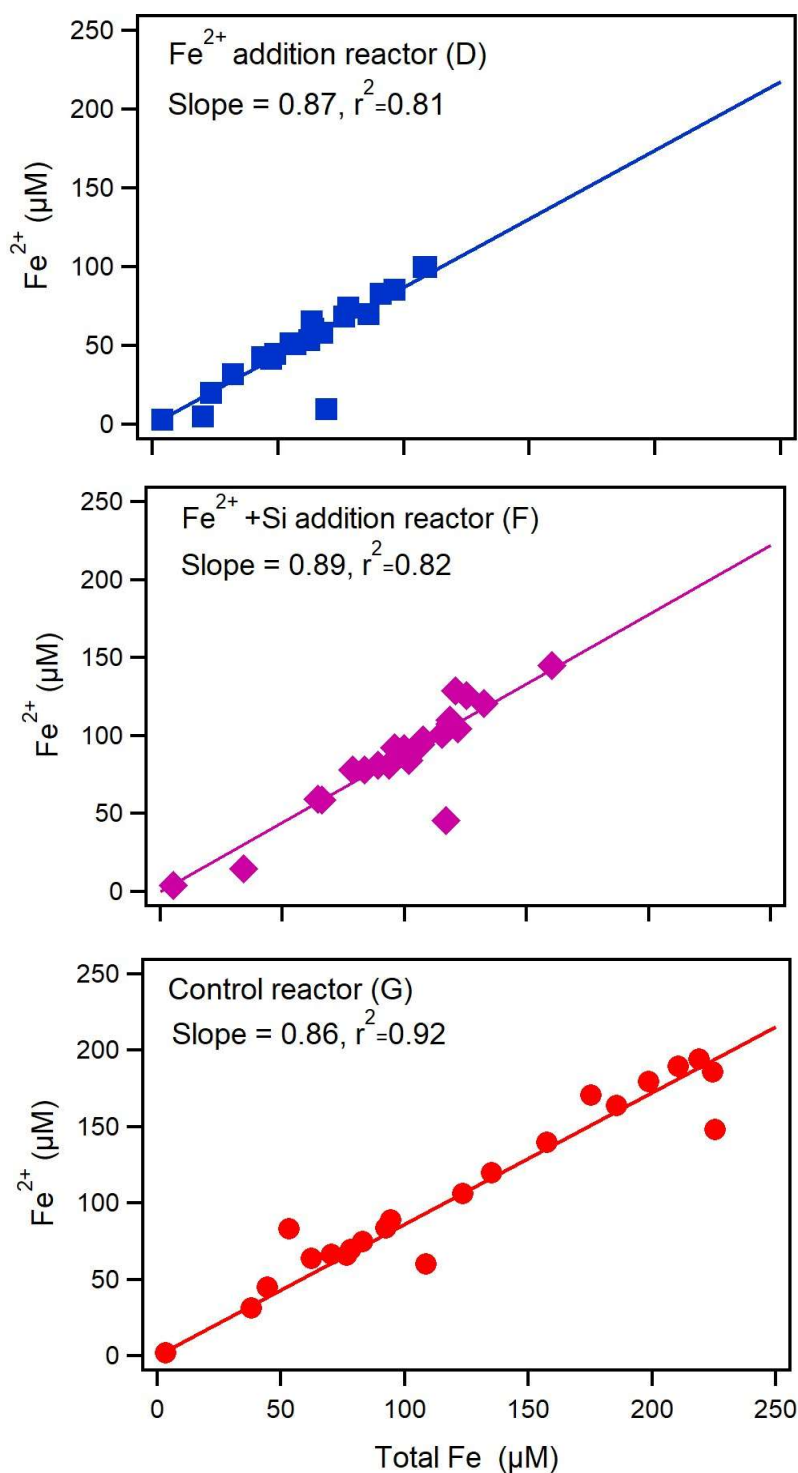 Fe²⁺ addition reactor (D)
Slope = 0.87, r²=0.81
250
200
150
100
50
0
Fe²⁺ (µM)
Fe²⁺ +Si addition reactor (F)
Slope = 0.89, r²=0.82
250
200
150
100
50
0
Fe²⁺ (µM)
Control reactor (G)
Slope = 0.86, r²=0.92
250
200
150
100
50
0
Fe²⁺ (µM)
0 50 100 150 200 250
Total Fe (µM)